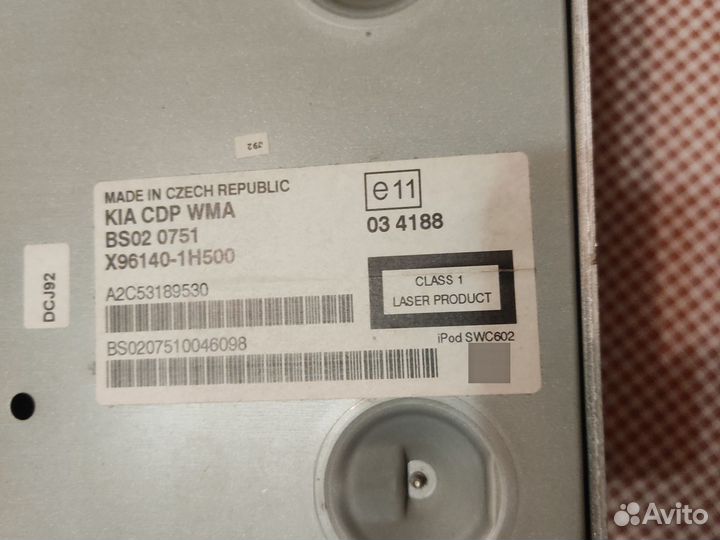 J92
MADE IN CZECH REPUBLIC
KIA CDP WMA
BS02 0751
X96140-1H500
A2C53189530
BS0207510046098
e11
03 4188
CLASS 1
LASER PRODUCT
iPod SWC602
DCJ92
Avito